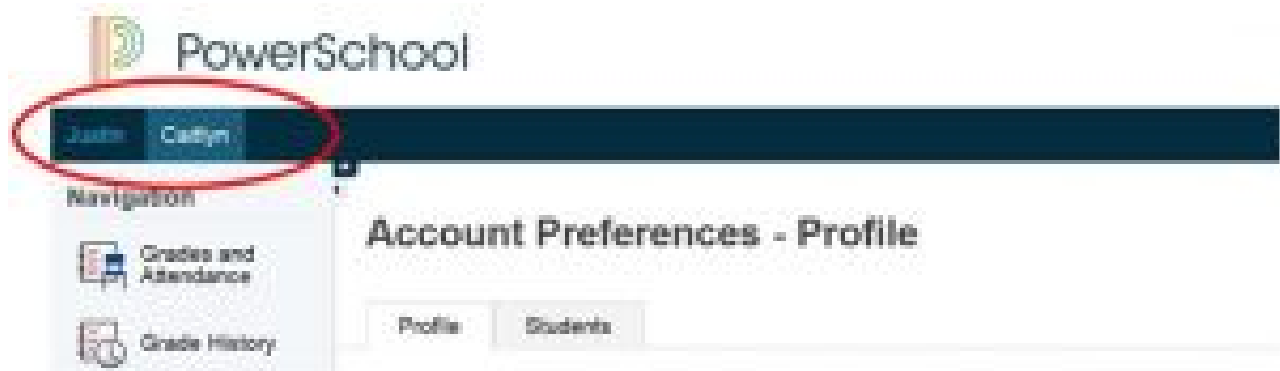 PowerSchool
Justin Caitlyn
Navigation
Account Preferences - Profile
Grades and
Attendance
Profile Students
Grade History